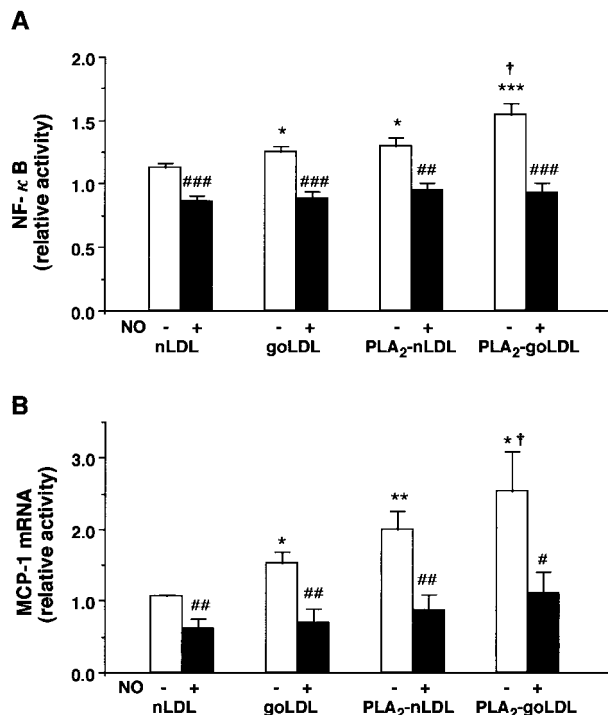 A
NF-κB
(relative activity)
2.0
1.5
1.0
0.5
0.0
###
*
###
*
##
†
***
###
NO - + - + - + - +
nLDL goLDL PLA₂-nLDL PLA₂-goLDL
B
MCP-1 mRNA
(relative activity)
3.0
2.0
1.0
0.0
##
*
##
**
##
*†
#
NO - + - + - + - +
nLDL goLDL PLA₂-nLDL PLA₂-goLDL